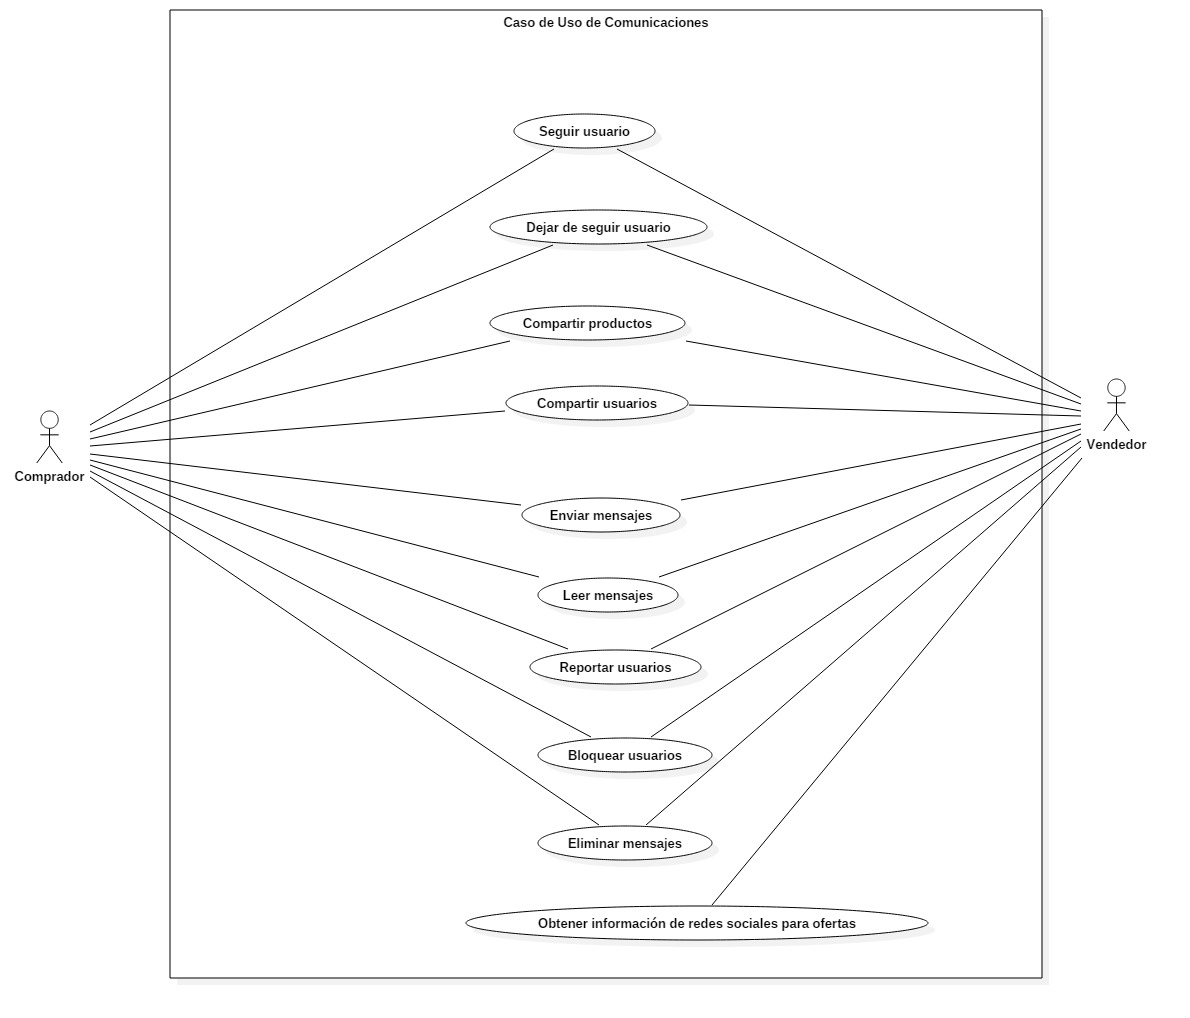 Caso de Uso de Comunicaciones
Seguir usuario
Dejar de seguir usuario
Compartir productos
Compartir usuarios
Comprador
Vendedor
Enviar mensajes
Leer mensajes
Reportar usuarios
Bloquear usuarios
Eliminar mensajes
Obtener información de redes sociales para ofertas